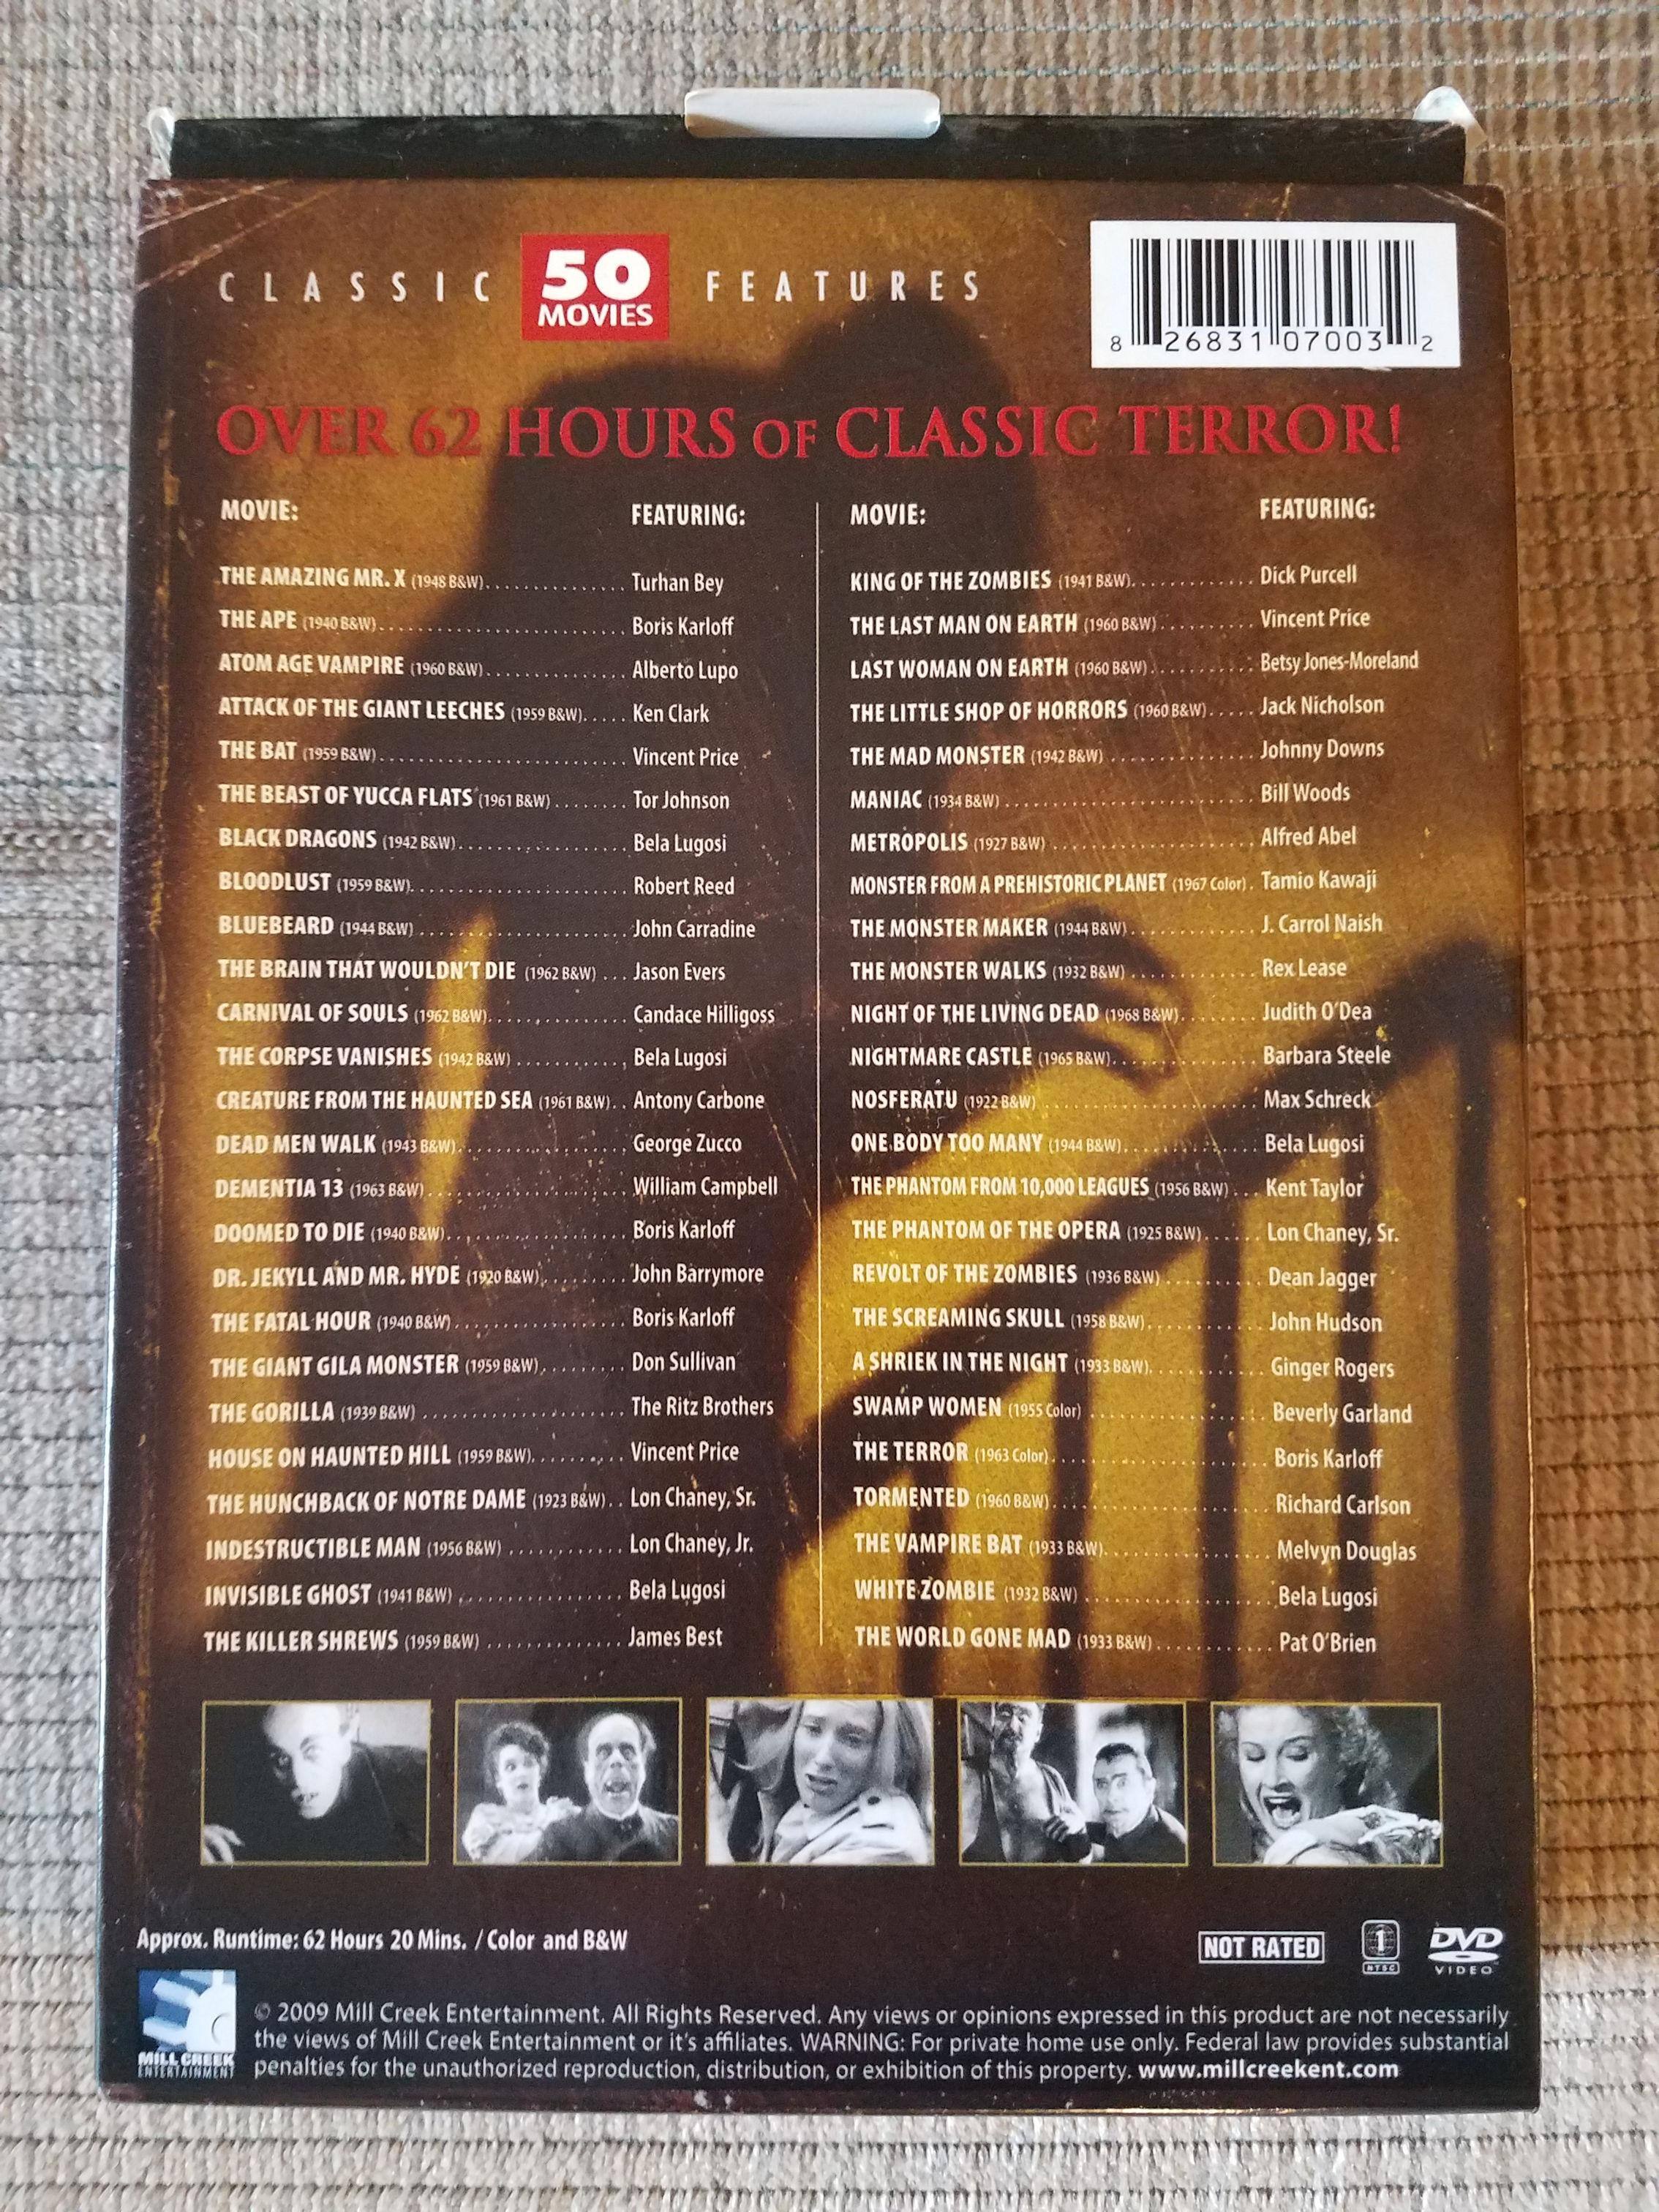 CLASSIC 50 MOVIES FEATURES
8 26831 07003 2
OVER 62 HOURS OF CLASSIC TERROR!
MOVIE: FEATURING:
THE AMAZING MR. X (1948 B&W) Turhan Bey
THE APE (1940 B&W) Boris Karloff
ATOM AGE VAMPIRE (1960 B&W) Alberto Lupo
ATTACK OF THE GIANT LEECHES (1959 B&W) Ken Clark
THE BAT (1959 B&W) Vincent Price
THE BEAST OF YUCCA FLATS (1961 B&W) Tor Johnson
BLACK DRAGONS (1942 B&W) Bela Lugosi
BLOODLUST (1959 B&W) Robert Reed
BLUEBEARD (1944 B&W) John Carradine
THE BRAIN THAT WOULDN'T DIE (1962 B&W) Jason Evers
CARNIVAL OF SOULS (1962 B&W) Candace Hilligoss
THE CORPSE VANISHES (1942 B&W) Bela Lugosi
CREATURE FROM THE HAUNTED SEA (1961 B&W) Antony Carbone
DEAD MEN WALK (1943 B&W) George Zucco
DEMENTIA 13 (1963 B&W) William Campbell
DOOMED TO DIE (1940 B&W) Boris Karloff
DR. JEKYLL AND MR. HYDE (1920 B&W) John Barrymore
THE FATAL HOUR (1940 B&W) Boris Karloff
THE GIANT GILA MONSTER (1959 B&W) Don Sullivan
THE GORILLA (1939 B&W) The Ritz Brothers
HOUSE ON HAUNTED HILL (1959 B&W) Vincent Price
THE HUNCHBACK OF NOTRE DAME (1923 B&W) Lon Chaney, Sr.
INDESTRUCTIBLE MAN (1956 B&W) Lon Chaney, Jr.
INVISIBLE GHOST (1941 B&W) Bela Lugosi
THE KILLER SHREWS (1959 B&W) James Best
MOVIE: FEATURING:
KING OF THE ZOMBIES (1941 B&W) Dick Purcell
THE LAST MAN ON EARTH (1960 B&W) Vincent Price
LAST WOMAN ON EARTH (1960 B&W) Betsy Jones-Moreland
THE LITTLE SHOP OF HORRORS (1960 B&W) Jack Nicholson
THE MAD MONSTER (1942 B&W) Johnny Downs
MANIAC (1934 B&W) Bill Woods
METROPOLIS (1927 B&W) Alfred Abel
MONSTER FROM A PREHISTORIC PLANET (1967 Color) Tamio Kawaji
THE MONSTER MAKER (1944 B&W) J. Carrol Naish
THE MONSTER WALKS (1932 B&W) Rex Lease
NIGHT OF THE LIVING DEAD (1968 B&W) Judith O'Dea
NIGHTMARE CASTLE (1965 B&W) Barbara Steele
NOSFERATU (1922 B&W) Max Schreck
ONE BODY TOO MANY (1944 B&W) Bela Lugosi
THE PHANTOM FROM 10,000 LEAGUES (1956 B&W) Kent Taylor
THE PHANTOM OF THE OPERA (1925 B&W) Lon Chaney, Sr.
REVOLT OF THE ZOMBIES (1936 B&W) Dean Jagger
THE SCREAMING SKULL (1958 B&W) John Hudson
A SHRIEK IN THE NIGHT (1933 B&W) Ginger Rogers
SWAMP WOMEN (1955 Color) Beverly Garland
THE TERROR (1963 Color) Boris Karloff
TORMENTED (1960 B&W) Richard Carlson
THE VAMPIRE BAT (1933 B&W) Melvyn Douglas
WHITE ZOMBIE (1932 B&W) Bela Lugosi
THE WORLD GONE MAD (1933 B&W) Pat O'Brien
Approx. Runtime: 62 Hours 20 Mins. / Color and B&W
NOT RATED 1 NTSC DVD VIDEO
MILL CREEK ENTERTAINMENT
© 2009 Mill Creek Entertainment. All Rights Reserved. Any views or opinions expressed in this product are not necessarily
the views of Mill Creek Entertainment or it's affiliates. WARNING: For private home use only. Federal law provides substantial
penalties for the unauthorized reproduction, distribution, or exhibition of this property. www.millcreekent.com